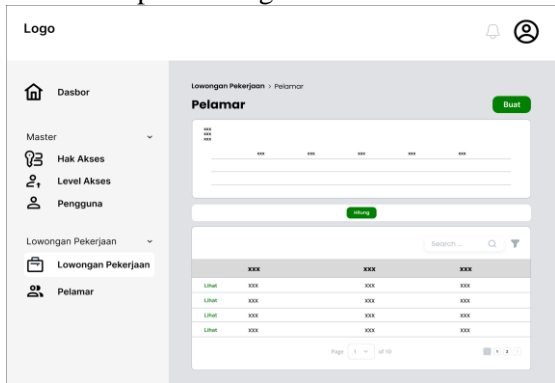 Logo
Dasbor
Master
Hak Akses
Level Akses
Pengguna
Lowongan Pekerjaan
Lowongan Pekerjaan
Pelamar
Lowongan Pekerjaan > Pelamar
Pelamar
Buat
xxx
xxx
xxx
xxx xxx xxx xxx xxx
Hitung
Search ...
xxx xxx xxx
Lihat xxx xxx xxx
Lihat xxx xxx xxx
Lihat xxx xxx xxx
Lihat xxx xxx xxx
Page 1 of 10
1 2